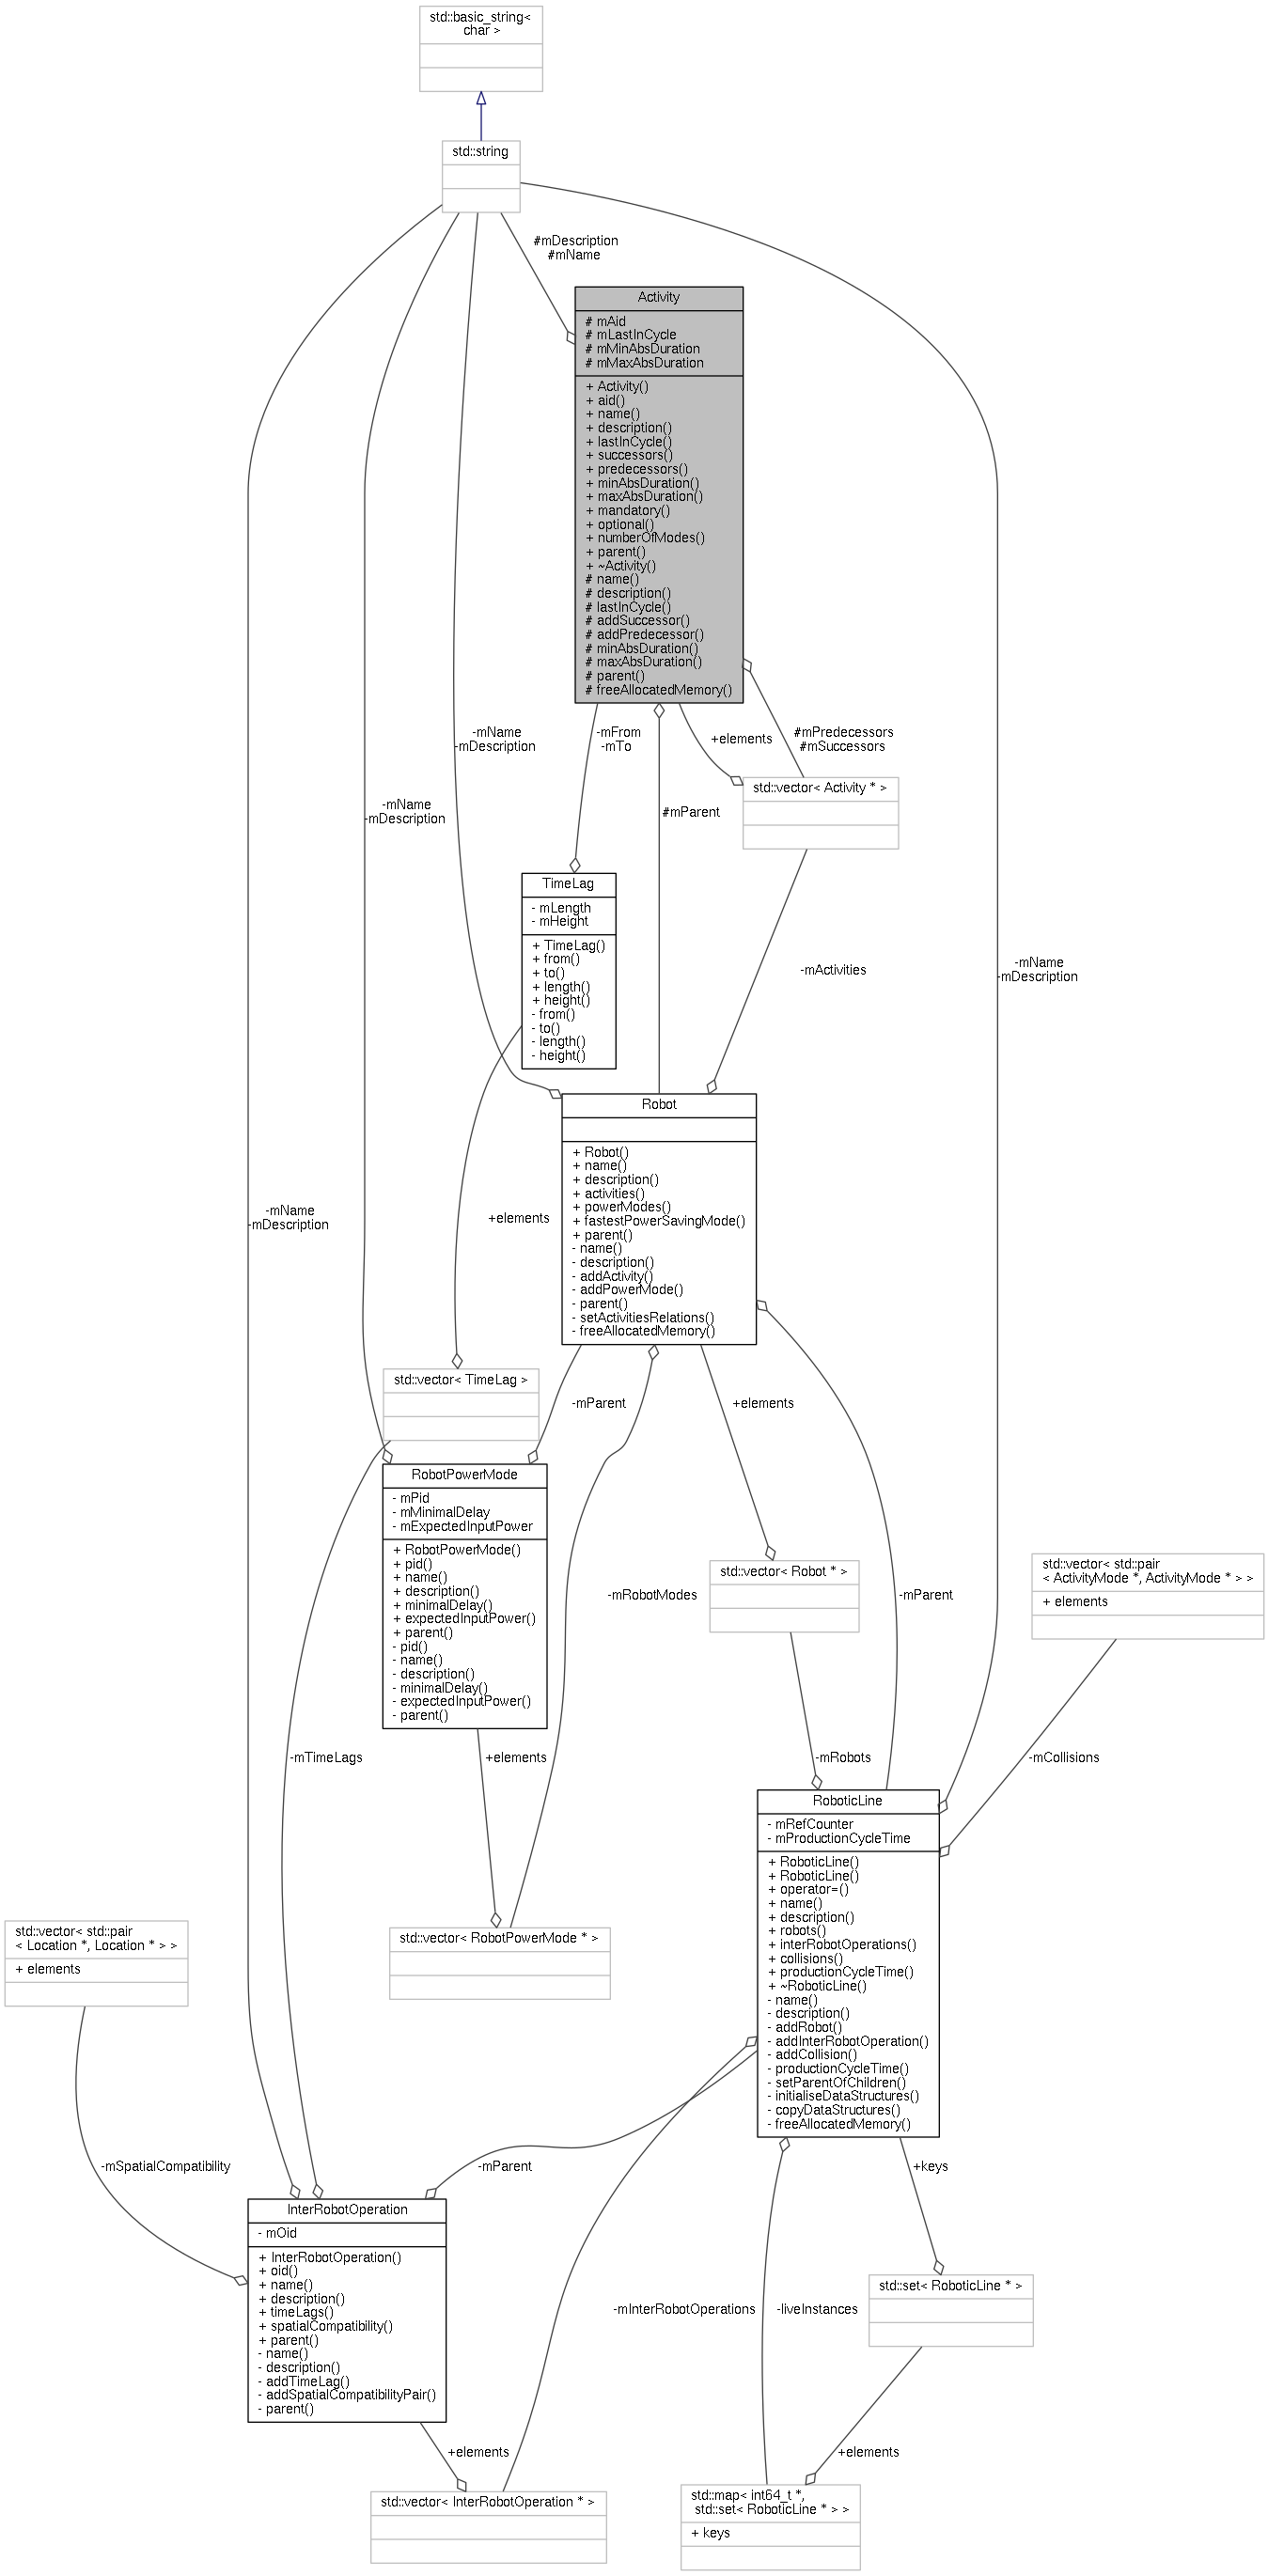 std::basic_string<
char >
std::string
#mDescription
#mName
Activity
# mAid
# mLastInCycle
# mMinAbsDuration
# mMaxAbsDuration
+ Activity()
+ aid()
+ name()
+ description()
+ lastInCycle()
+ successors()
+ predecessors()
+ minAbsDuration()
+ maxAbsDuration()
+ mandatory()
+ optional()
+ numberOfModes()
+ parent()
+ ~Activity()
# name()
# description()
# lastInCycle()
# addSuccessor()
# addPredecessor()
# minAbsDuration()
# maxAbsDuration()
# parent()
# freeAllocatedMemory()
-mName
-mDescription
-mFrom
-mTo
+elements
#mPredecessors
#mSuccessors
std::vector< Activity * >
-mName
-mDescription
#mParent
TimeLag
- mLength
- mHeight
+ TimeLag()
+ from()
+ to()
+ length()
+ height()
- from()
- to()
- length()
- height()
-mActivities
-mName
-mDescription
Robot
+ Robot()
+ name()
+ description()
+ activities()
+ powerModes()
+ fastestPowerSavingMode()
+ parent()
- name()
- description()
- addActivity()
- addPowerMode()
- parent()
- setActivitiesRelations()
- freeAllocatedMemory()
-mName
-mDescription
+elements
std::vector< TimeLag >
-mParent
+elements
RobotPowerMode
- mPid
- mMinimalDelay
- mExpectedInputPower
+ RobotPowerMode()
+ pid()
+ name()
+ description()
+ minimalDelay()
+ expectedInputPower()
+ parent()
- pid()
- name()
- description()
- minimalDelay()
- expectedInputPower()
- parent()
std::vector< Robot * >
-mRobotModes
-mParent
std::vector< std::pair
< ActivityMode *, ActivityMode * > >
+ elements
-mTimeLags
+elements
-mRobots
-mCollisions
RoboticLine
- mRefCounter
- mProductionCycleTime
+ RoboticLine()
+ RoboticLine()
+ operator=()
+ name()
+ description()
+ robots()
+ interRobotOperations()
+ collisions()
+ productionCycleTime()
+ ~RoboticLine()
- name()
- description()
- addRobot()
- addInterRobotOperation()
- addCollision()
- productionCycleTime()
- setParentOfChildren()
- initialiseDataStructures()
- copyDataStructures()
- freeAllocatedMemory()
std::vector< std::pair
< Location *, Location * > >
+ elements
std::vector< RobotPowerMode * >
-mSpatialCompatibility
-mParent
+keys
InterRobotOperation
- mOid
+ InterRobotOperation()
+ oid()
+ name()
+ description()
+ timeLags()
+ spatialCompatibility()
+ parent()
- name()
- description()
- addTimeLag()
- addSpatialCompatibilityPair()
- parent()
std::set< RoboticLine * >
-mInterRobotOperations
-liveInstances
+elements
+elements
std::vector< InterRobotOperation * >
std::map< int64_t *,
std::set< RoboticLine * > >
+ keys